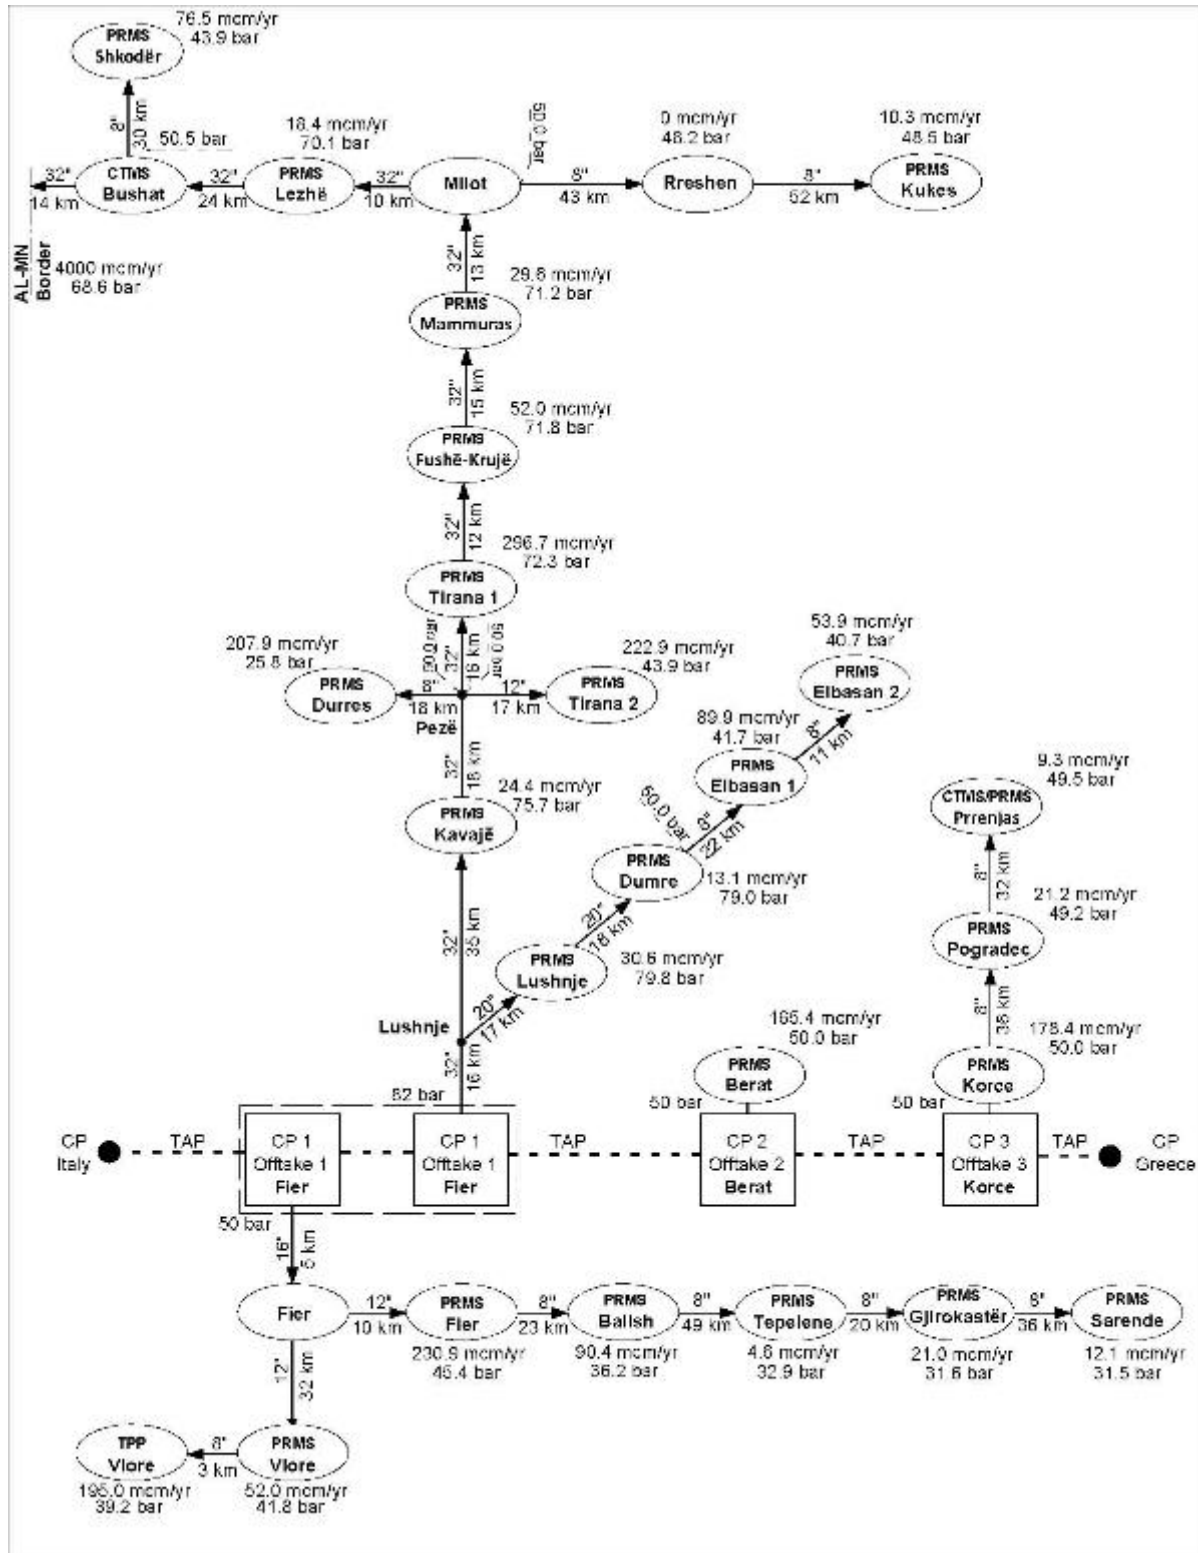 76.5 mcm/yr
43.9 bar
PRMS
Shkodër
8"
30 km
50.5 bar
18.4 mcm/yr
70.1 bar
50.0 bar
0 mcm/yr
48.2 bar
10.3 mcm/yr
48.5 bar
32"
14 km
CTMS
Bushat
32"
24 km
PRMS
Lezhë
32"
10 km
Milot
8"
43 km
Rreshen
8"
52 km
PRMS
Kukes
AL-MN
Border
4000 mcm/yr
68.6 bar
32"
13 km
29.8 mcm/yr
71.2 bar
PRMS
Mammuras
32"
15 km
52.0 mcm/yr
71.8 bar
PRMS
Fushë-Krujë
32"
12 km
296.7 mcm/yr
72.3 bar
PRMS
Tirana 1
50.0 bar
32"
16 km
50.0 bar
207.9 mcm/yr
25.8 bar
PRMS
Durres
8"
18 km
Pezë
12"
17 km
222.9 mcm/yr
43.9 bar
PRMS
Tirana 2
53.9 mcm/yr
40.7 bar
PRMS
Elbasan 2
8"
11 km
89.9 mcm/yr
41.7 bar
PRMS
Elbasan 1
32"
18 km
24.4 mcm/yr
75.7 bar
PRMS
Kavajë
50.0 bar
8"
22 km
PRMS
Dumre
13.1 mcm/yr
79.0 bar
9.3 mcm/yr
49.5 bar
CTMS/PRMS
Prrenjas
8"
32 km
21.2 mcm/yr
49.2 bar
PRMS
Pogradec
32"
35 km
20"
18 km
PRMS
Lushnje
30.6 mcm/yr
79.8 bar
20"
17 km
Lushnje
32"
16 km
82 bar
165.4 mcm/yr
50.0 bar
PRMS
Berat
50 bar
8"
36 km
178.4 mcm/yr
50.0 bar
PRMS
Korce
50 bar
CP
Italy
TAP
CP 1
Offtake 1
Fier
CP 1
Offtake 1
Fier
TAP
CP 2
Offtake 2
Berat
TAP
CP 3
Offtake 3
Korce
TAP
CP
Greece
50 bar
16"
5 km
Fier
12"
10 km
PRMS
Fier
230.9 mcm/yr
45.4 bar
8"
23 km
PRMS
Ballsh
90.4 mcm/yr
36.2 bar
8"
49 km
PRMS
Tepelene
4.6 mcm/yr
32.9 bar
8"
20 km
PRMS
Gjirokastër
21.0 mcm/yr
31.6 bar
36 km
PRMS
Sarende
12.1 mcm/yr
31.5 bar
12"
32 km
TPP
Vlore
195.0 mcm/yr
39.2 bar
8"
3 km
PRMS
Vlore
52.0 mcm/yr
41.8 bar